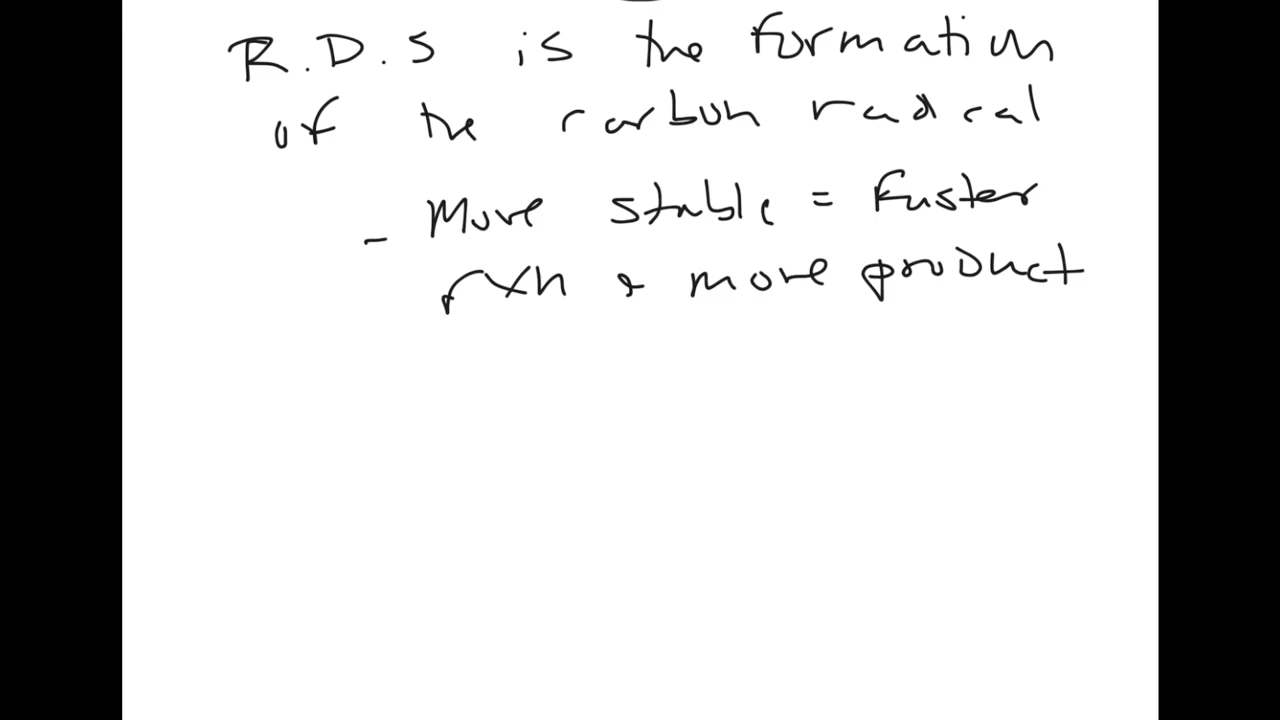 R.D.S is the formation
of the carbon radical
- More stable = Faster
rxn & more product